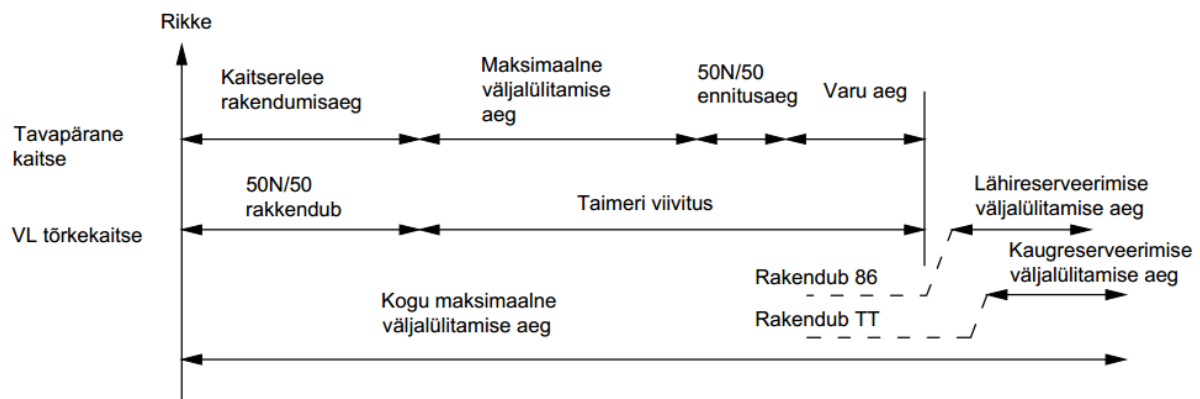 Rikke
Kaitserelee
rakendumisaeg
Maksimaalne
väljalülitamise
aeg
50N/50
ennitusaeg
Varu aeg
Tavapärane
kaitse
50N/50
rakkendub
Taimeri viivitus
Lähireserveerimise
väljalülitamise aeg
VL tõrkekaitse
Kaugreserveerimise
väljalülitamise aeg
Rakendub 86
Kogu maksimaalne
väljalülitamise aeg
Rakendub TT